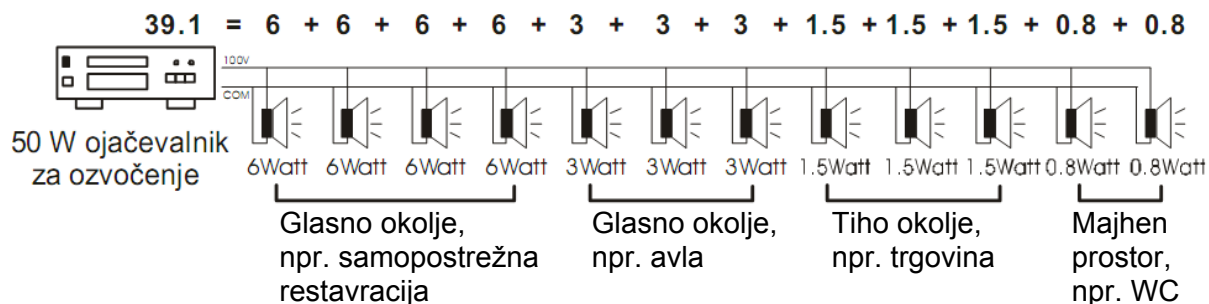 39.1 = 6 + 6 + 6 + 6 + 3 + 3 + 3 + 1.5 + 1.5 + 1.5 + 0.8 + 0.8
100V
COM
50 W ojačevalnik
za ozvočenje
6Watt 6Watt 6Watt 6Watt 3Watt 3Watt 3Watt 1.5Watt 1.5Watt 1.5Watt 0.8Watt 0.8Watt
Glasno okolje,
npr. samopostrežna
restavracija
Glasno okolje,
npr. avla
Tiho okolje,
npr. trgovina
Majhen
prostor,
npr. WC